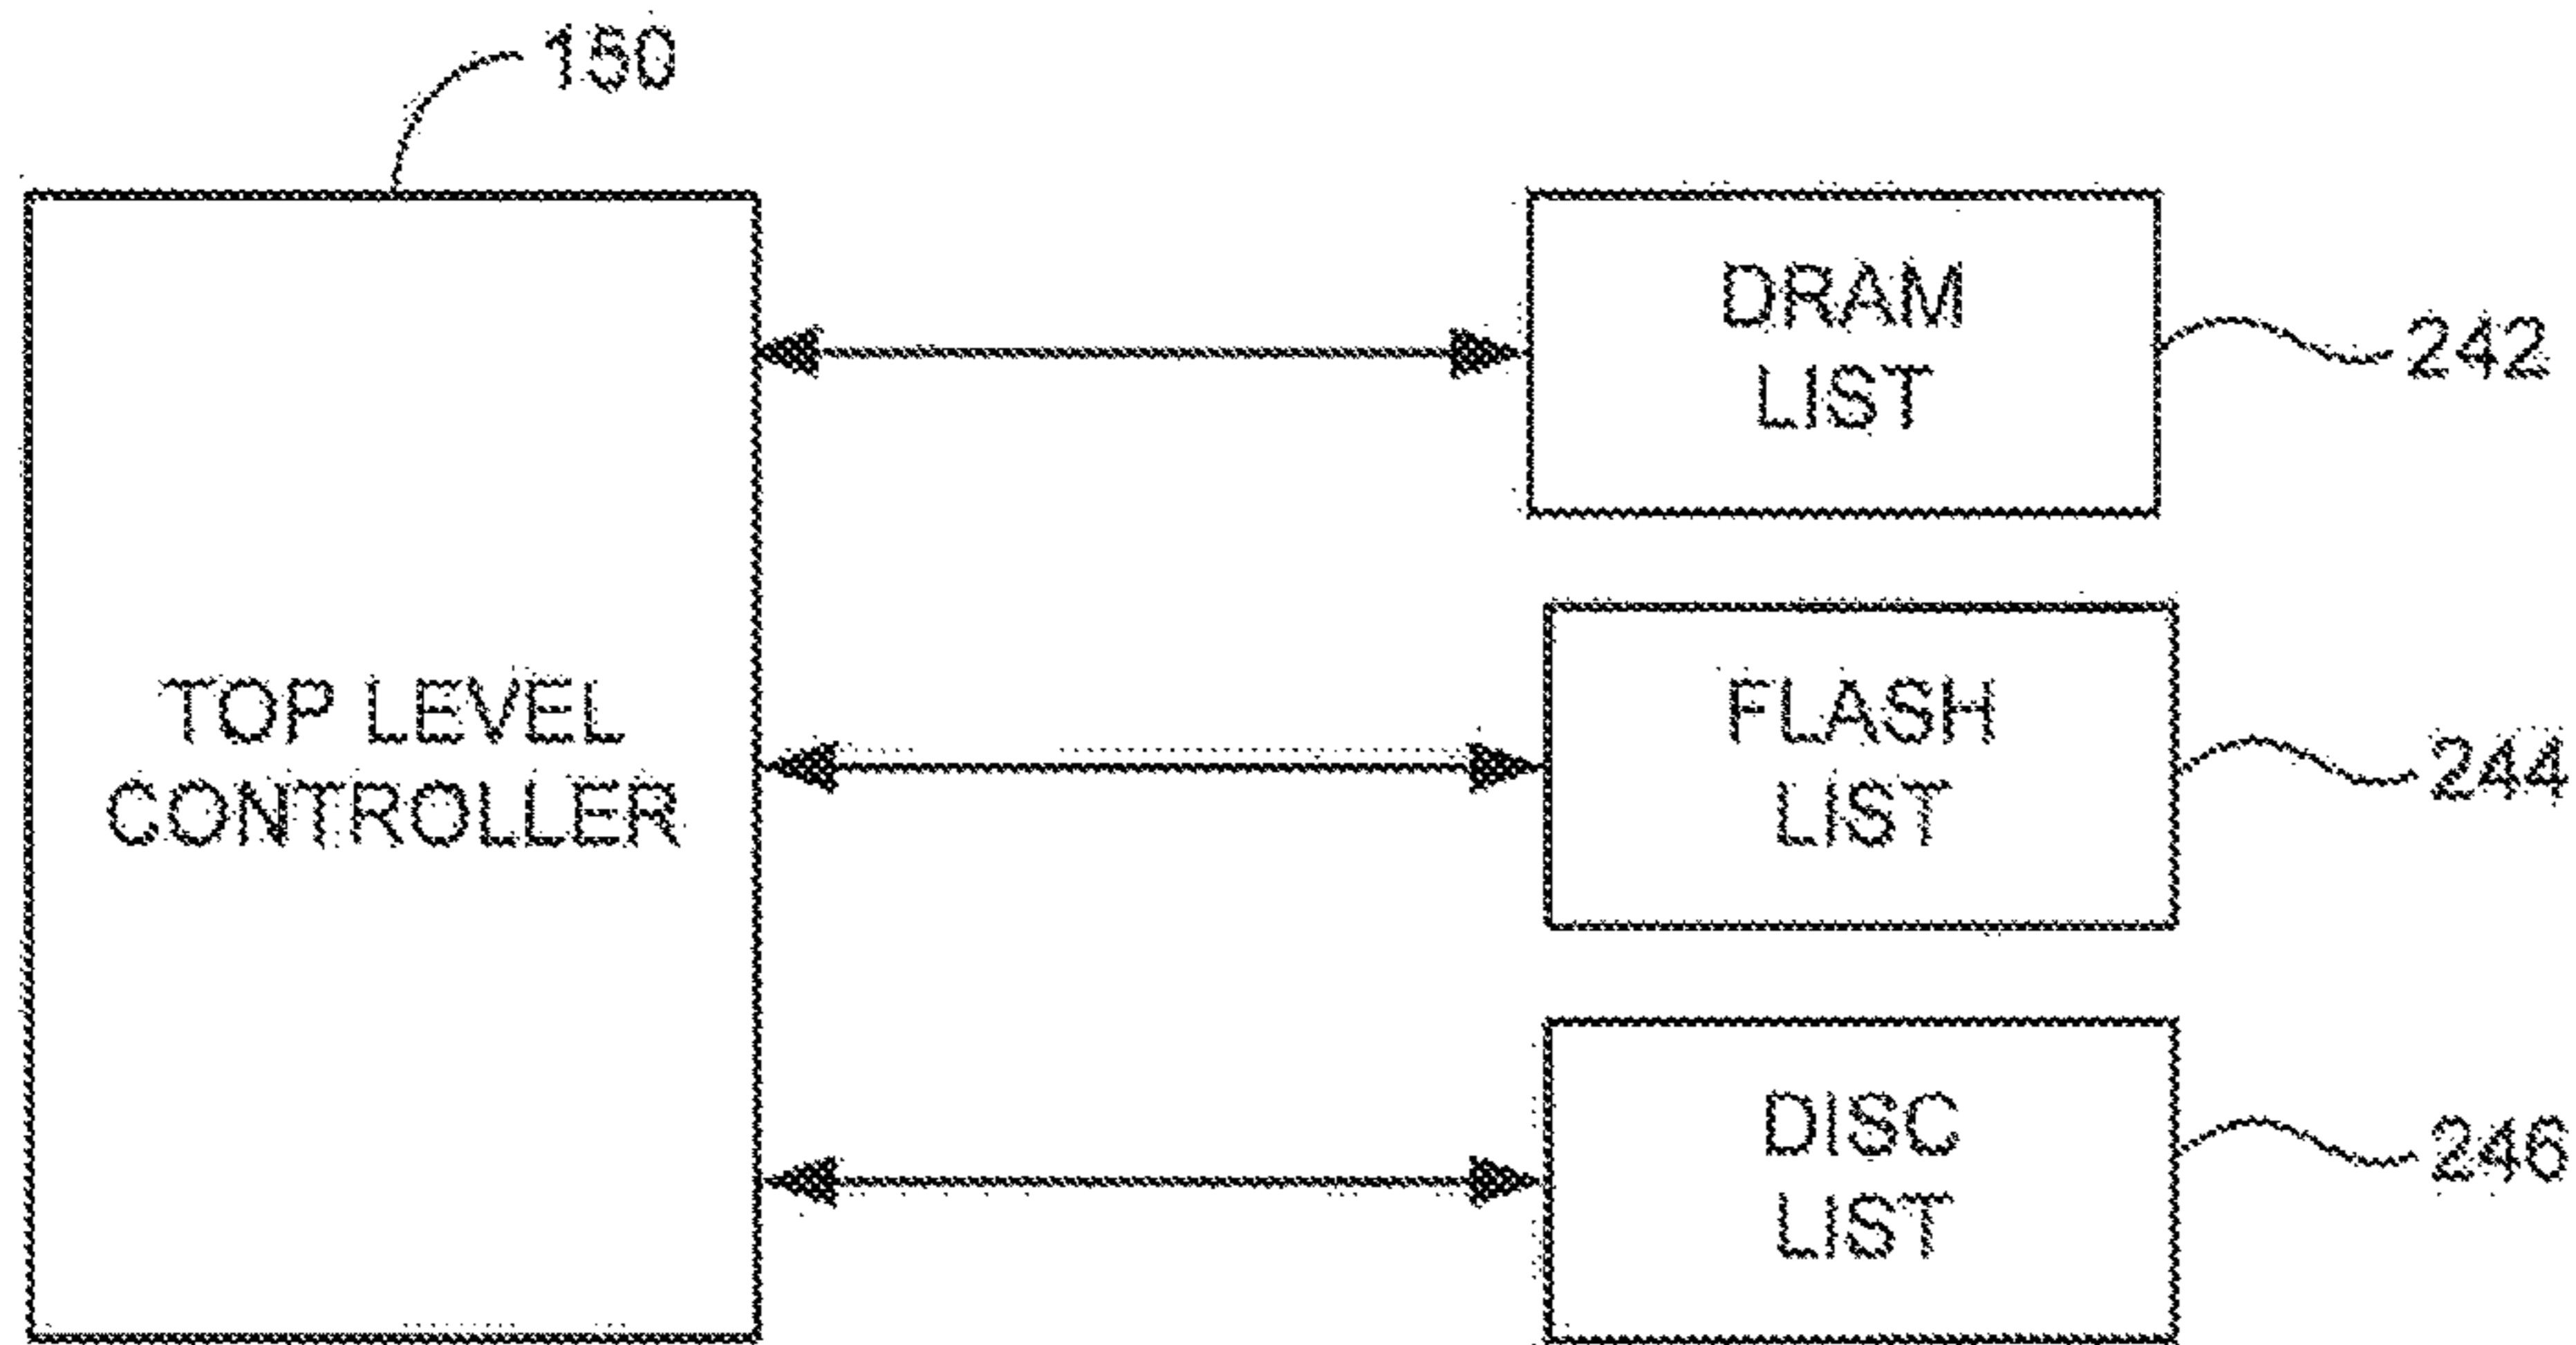 150
DRAM
LIST
242
TOP LEVEL
CONTROLLER
FLASH
LIST
244
DISC
LIST
246